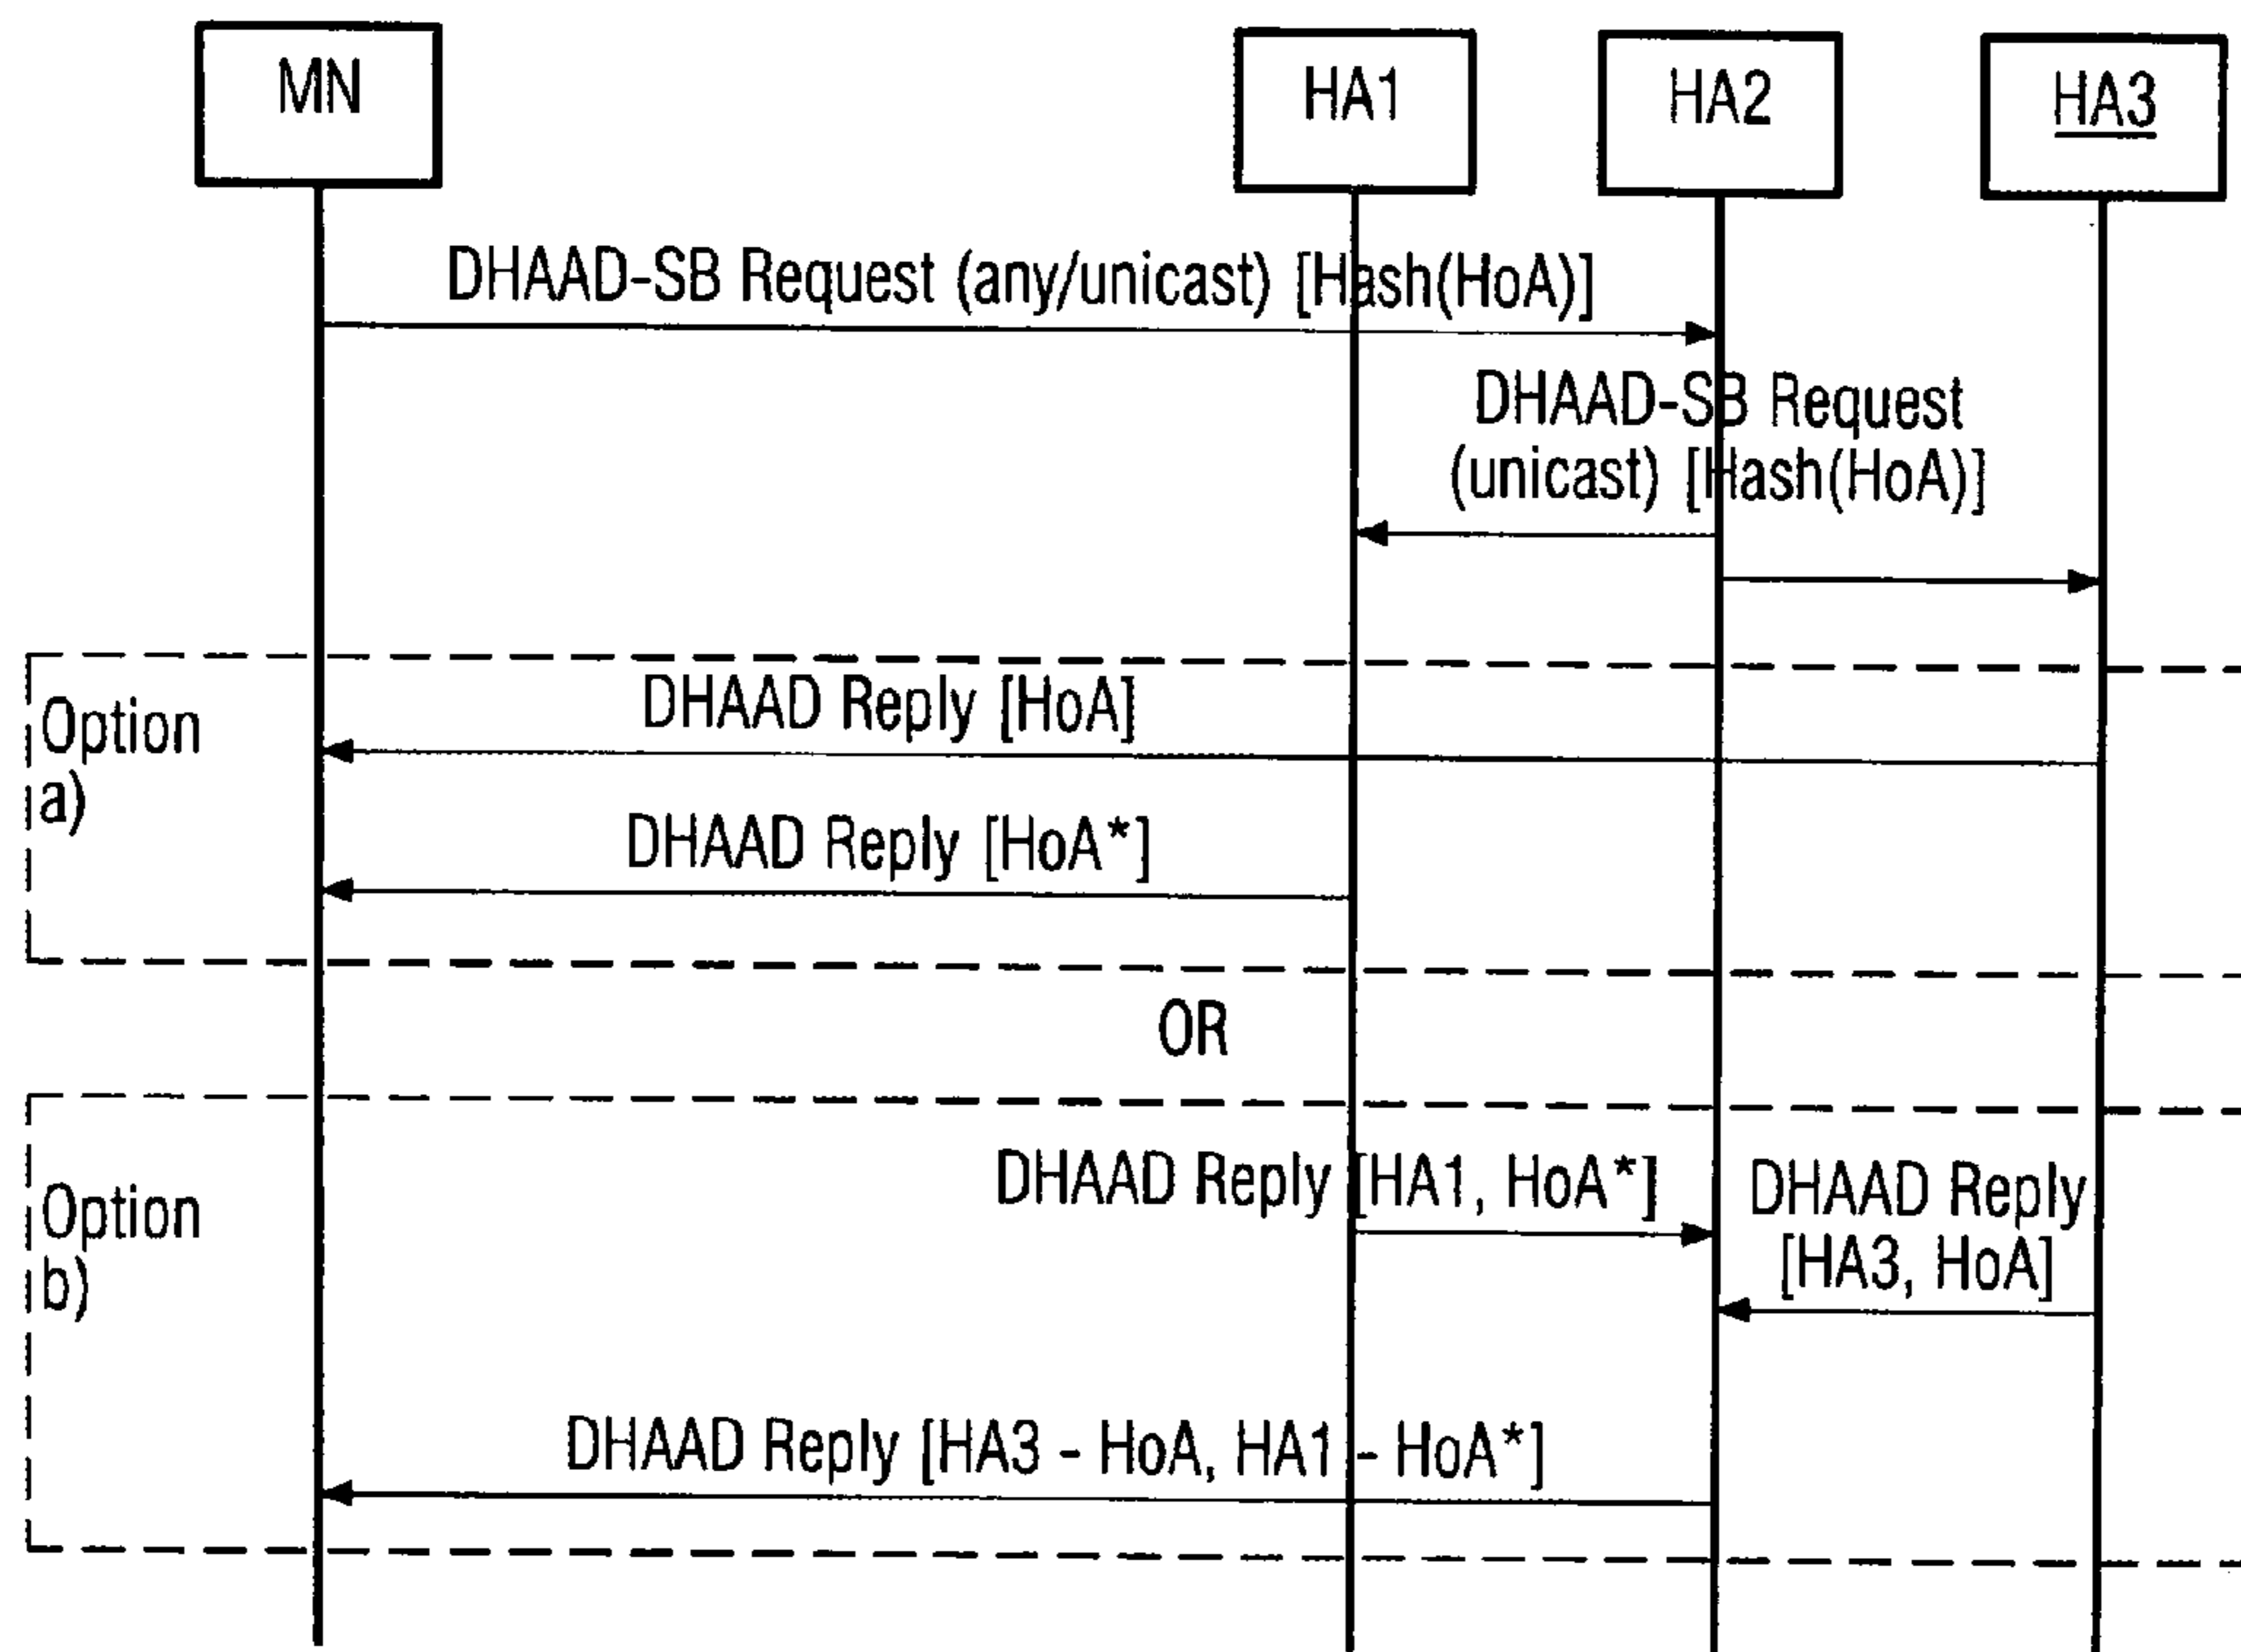 MN
HA1
HA2
HA3
DHAAD-SB Request (any/unicast) [Hash(HoA)]
DHAAD-SB Request
(unicast) [Hash(HoA)]
Option
a)
DHAAD Reply [HoA]
DHAAD Reply [HoA*]
OR
Option
b)
DHAAD Reply [HA1, HoA*]
DHAAD Reply
[HA3, HoA]
DHAAD Reply [HA3 - HoA, HA1 - HoA*]